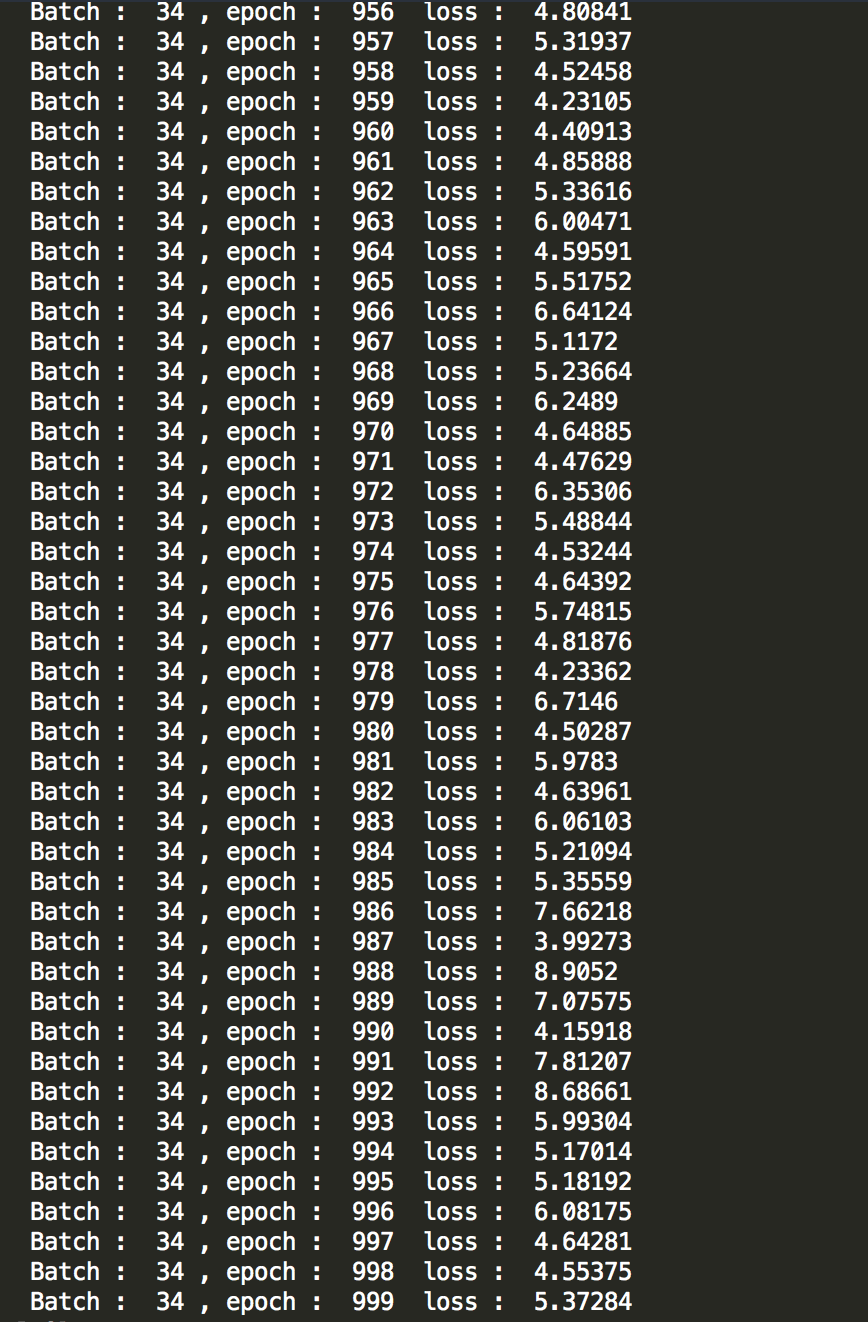 Batch :  34 , epoch :  956  loss :  4.80841
Batch :  34 , epoch :  957  loss :  5.31937
Batch :  34 , epoch :  958  loss :  4.52458
Batch :  34 , epoch :  959  loss :  4.23105
Batch :  34 , epoch :  960  loss :  4.40913
Batch :  34 , epoch :  961  loss :  4.85888
Batch :  34 , epoch :  962  loss :  5.33616
Batch :  34 , epoch :  963  loss :  6.00471
Batch :  34 , epoch :  964  loss :  4.59591
Batch :  34 , epoch :  965  loss :  5.51752
Batch :  34 , epoch :  966  loss :  6.64124
Batch :  34 , epoch :  967  loss :  5.1172
Batch :  34 , epoch :  968  loss :  5.23664
Batch :  34 , epoch :  969  loss :  6.2489
Batch :  34 , epoch :  970  loss :  4.64885
Batch :  34 , epoch :  971  loss :  4.47629
Batch :  34 , epoch :  972  loss :  6.35306
Batch :  34 , epoch :  973  loss :  5.48844
Batch :  34 , epoch :  974  loss :  4.53244
Batch :  34 , epoch :  975  loss :  4.64392
Batch :  34 , epoch :  976  loss :  5.74815
Batch :  34 , epoch :  977  loss :  4.81876
Batch :  34 , epoch :  978  loss :  4.23362
Batch :  34 , epoch :  979  loss :  6.7146
Batch :  34 , epoch :  980  loss :  4.50287
Batch :  34 , epoch :  981  loss :  5.9783
Batch :  34 , epoch :  982  loss :  4.63961
Batch :  34 , epoch :  983  loss :  6.06103
Batch :  34 , epoch :  984  loss :  5.21094
Batch :  34 , epoch :  985  loss :  5.35559
Batch :  34 , epoch :  986  loss :  7.66218
Batch :  34 , epoch :  987  loss :  3.99273
Batch :  34 , epoch :  988  loss :  8.9052
Batch :  34 , epoch :  989  loss :  7.07575
Batch :  34 , epoch :  990  loss :  4.15918
Batch :  34 , epoch :  991  loss :  7.81207
Batch :  34 , epoch :  992  loss :  8.68661
Batch :  34 , epoch :  993  loss :  5.99304
Batch :  34 , epoch :  994  loss :  5.17014
Batch :  34 , epoch :  995  loss :  5.18192
Batch :  34 , epoch :  996  loss :  6.08175
Batch :  34 , epoch :  997  loss :  4.64281
Batch :  34 , epoch :  998  loss :  4.55375
Batch :  34 , epoch :  999  loss :  5.37284